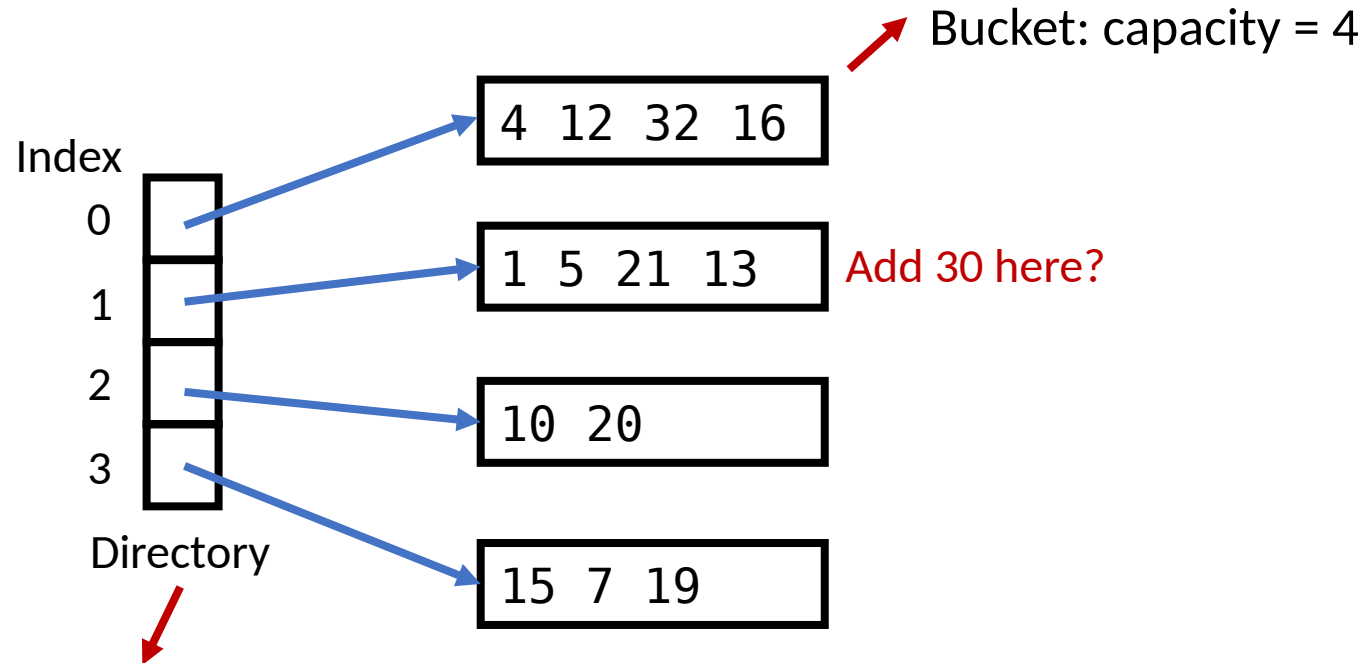 Bucket: capacity = 4
4 12 32 16
Index
0
1 5 21 13
Add 30 here?
1
2
10 20
3
Directory
15 7 19